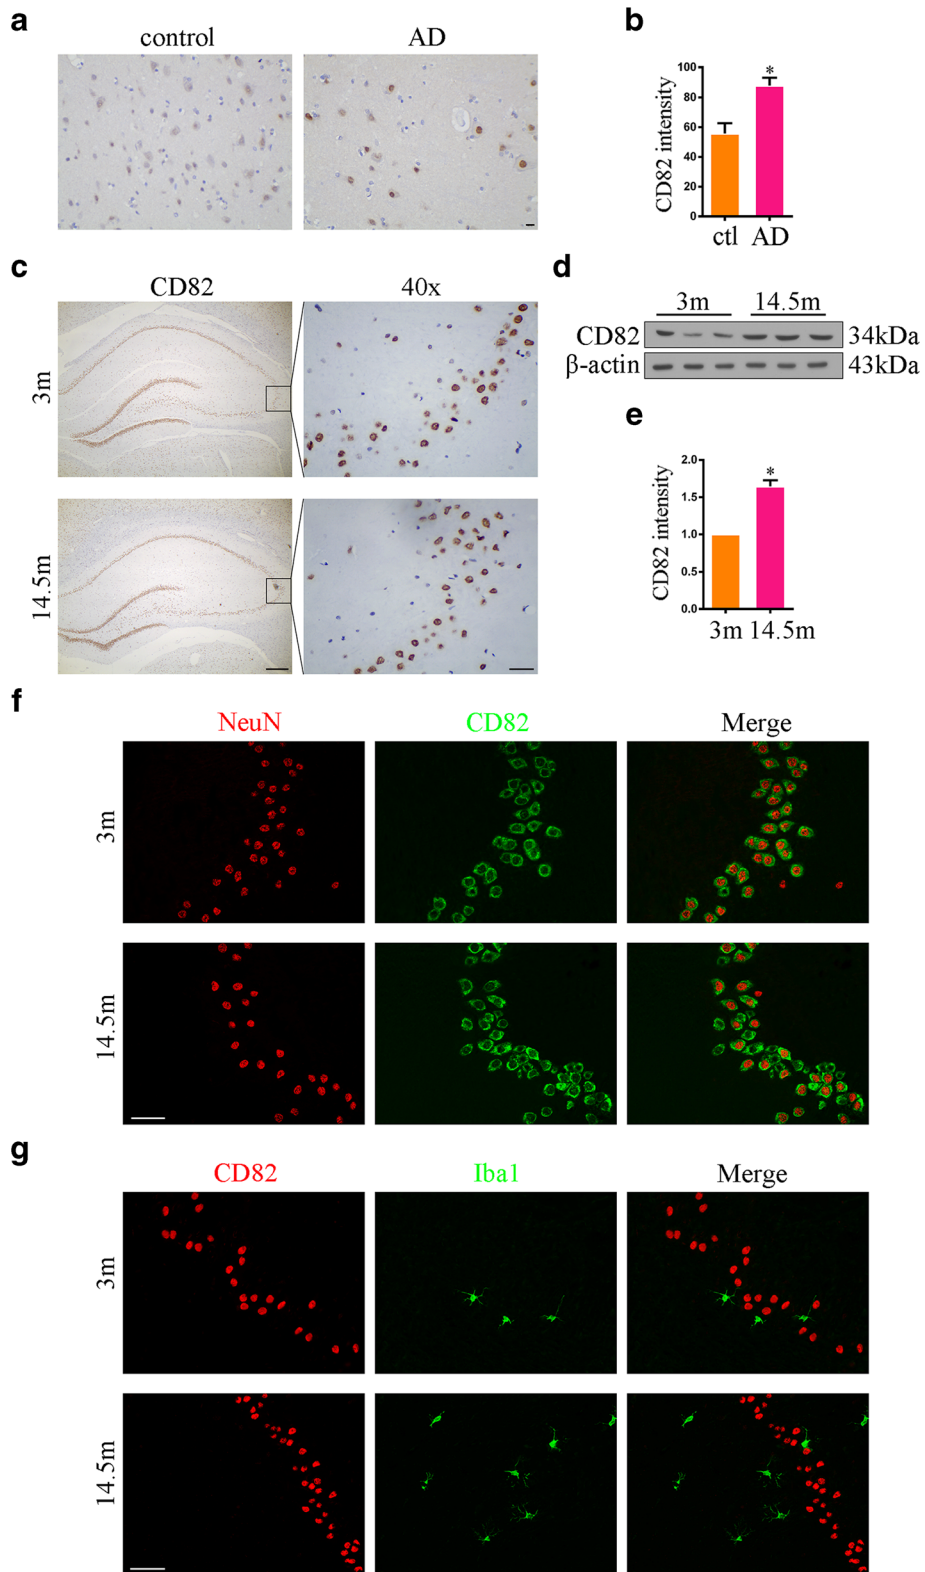 a
control
AD
b
CD82 intensity
100
80
60
40
20
0
*
ctl
AD
c
CD82
40x
3m
14.5m
d
3m
14.5m
CD82
34kDa
β-actin
43kDa
e
CD82 intensity
2.0
1.5
1.0
0.5
0.0
*
3m
14.5m
f
NeuN
CD82
Merge
3m
14.5m
g
CD82
Iba1
Merge
3m
14.5m